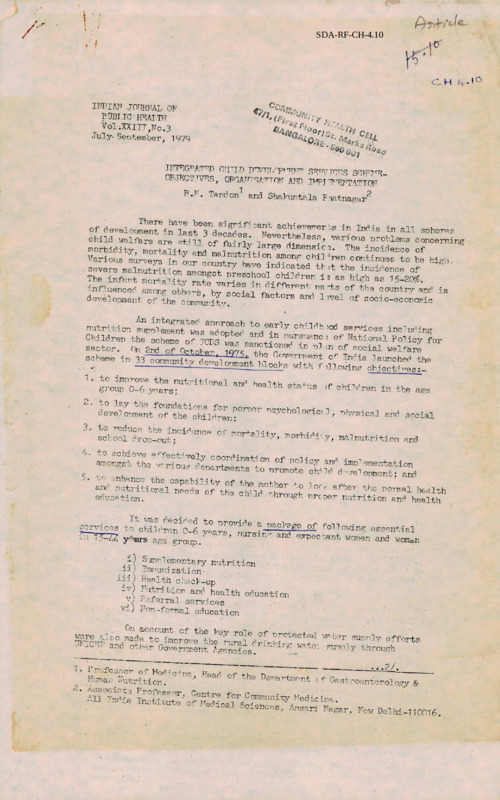 SDA-RF-CH-4.10
Article
15.10
CH 4.10
INDIAN JOURNAL OF
PUBLIC HEALTH
Vol.XXIII,No.3
July-September, 1979
COMMUNITY HEALTH CELL
47/1, (First Floor) St. Marks Road
BANGALORE - 560 001
INTEGRATED CHILD DEVELOPMENT SERVICES SCHEME-
OBJECTIVES, ORGANISATION AND IMPLEMENTATION
B.N. Tandon1 and Shakuntala Bhatnagar2
There have been significant achievements in India in all spheres
of development in last 3 decades. Nevertheless, various problems concerning
child welfare are still of fairly large dimension. The incidence of
morbidity, mortality and malnutrition among children continues to be high.
Various surveys in our country have indicated that the incidence of
severe malnutrition amongst preschool children is as high as 15-20%.
The infant mortality rate varies in different parts of the country and is
influenced among others, by social factors and level of socio-economic
development of the community.
An integrated approach to early childhood services including
nutrition supplement was adopted and in pursuance of National Policy for
Children the scheme of ICDS was sanctioned in plan of social welfare
sector. On 2nd of October, 1975, the Government of India launched the
scheme in 33 community development blocks with following objectives:-
1. to improve the nutritional and health status of children in the age
group 0-6 years;
2. to lay the foundations for porper psychological, physical and social
development of the children;
3. to reduce the incidence of mortality, morbidity, malnutrition and
school drop-out;
4. to achieve effectively coordination of policy and implementation
amongst the various departments to promote child development; and
5. to enhance the capability of the mother to look after the normal health
and nutritional needs of the child through proper nutrition and health
education.
It was decided to provide a package of following essential
services to children 0-6 years, nursing and expectant women and women
in 15-44 years age group.
i) Supplementary nutrition
ii) Immunization
iii) Health check-up
iv) Nutrition and health education
v) Referral services
vi) Non-formal education
On account of the key role of protected water supply efforts
were also made to improve the rural drinking water supply through
UNICEF and other Government Agencies.
...2/.
1. Professor of Medicine, Head of the Department of Gastroenterology &
Human Nutrition.
2. Associate Professor, Centre for Community Medicine.
All India Institute of Medical Sciences, Ansari Nagar, New Delhi-110016.